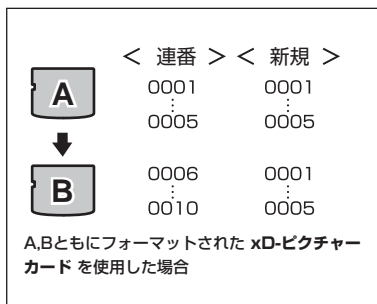 ＜ 連番 ＞＜ 新規 ＞
A 0001 0001
⋮ ⋮
0005 0005
B 0006 0001
⋮ ⋮
0010 0005
A,Bともにフォーマットされた xD-ピクチャー
カード を使用した場合